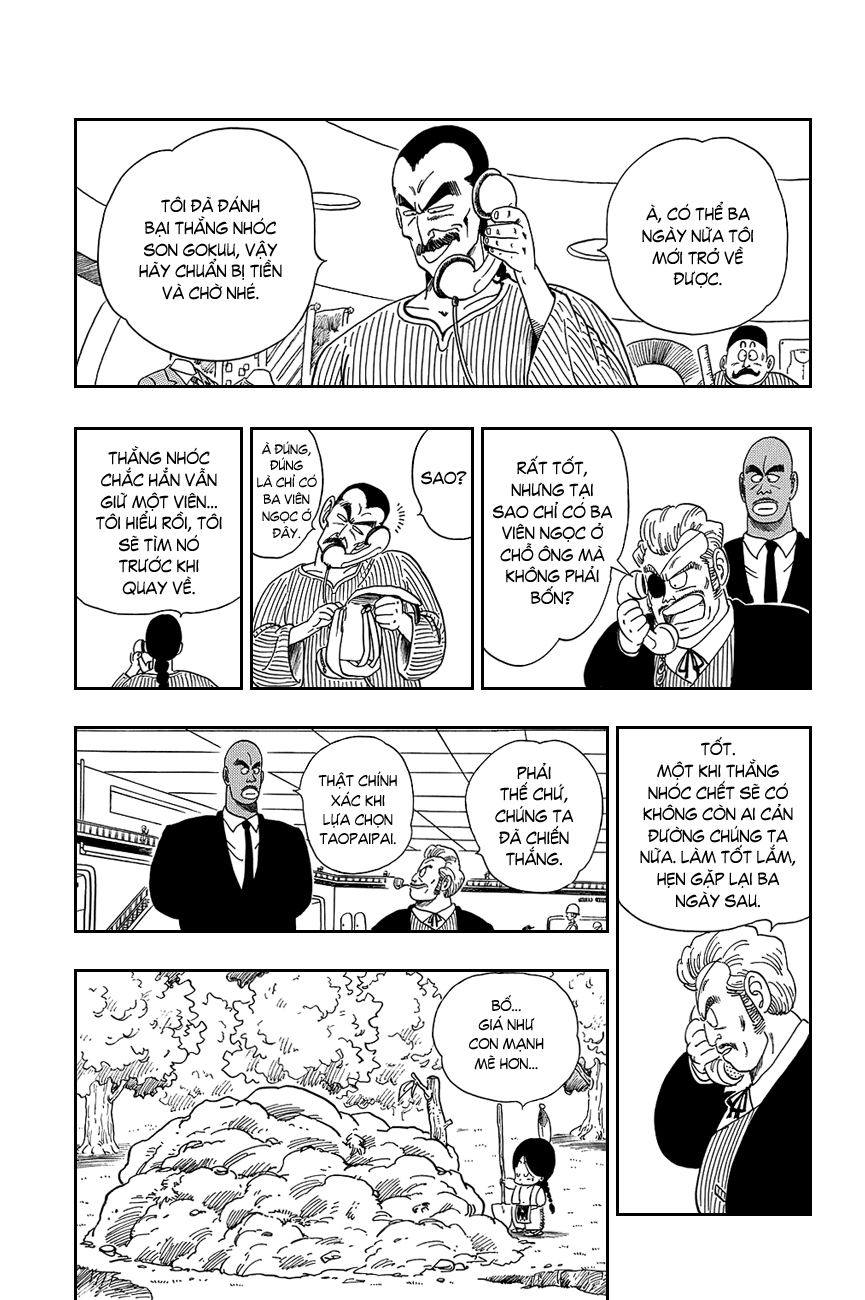 À, CÓ THỂ BA
NGÀY NỮA TÔI
MỚI TRỞ VỀ
ĐƯỢC.
TÔI ĐÃ ĐÁNH
BẠI THẰNG NHÓC
SON GOKUU, VẬY
HÃY CHUẨN BỊ TIỀN
VÀ CHỜ NHÉ.
RẤT TỐT,
NHƯNG TẠI
SAO CHỈ CÓ BA
VIÊN NGỌC Ở
CHỖ ÔNG MÀ
KHÔNG PHẢI
BỐN?
SAO?
À ĐÚNG,
ĐÚNG
LÀ CHỈ CÓ
BA VIÊN
NGỌC Ở
ĐÂY.
THẰNG NHÓC
CHẮC HẲN VẪN
GIỮ MỘT VIÊN...
TÔI HIỂU RỒI, TÔI
SẼ TÌM NÓ
TRƯỚC KHI
QUAY VỀ.
TỐT.
MỘT KHI THẰNG
NHÓC CHẾT SẼ CÓ
KHÔNG CÒN AI CẢN
ĐƯỜNG CHÚNG TA
NỮA. LÀM TỐT LẮM,
HẸN GẶP LẠI BA
NGÀY SAU.
PHẢI
THẾ CHỨ,
CHÚNG TA
ĐÃ CHIẾN
THẮNG.
THẬT CHÍNH
XÁC KHI
LỰA CHỌN
TAOPAIPAI.
BỐ...
GIÁ NHƯ
CON MẠNH
MẼ HƠN...